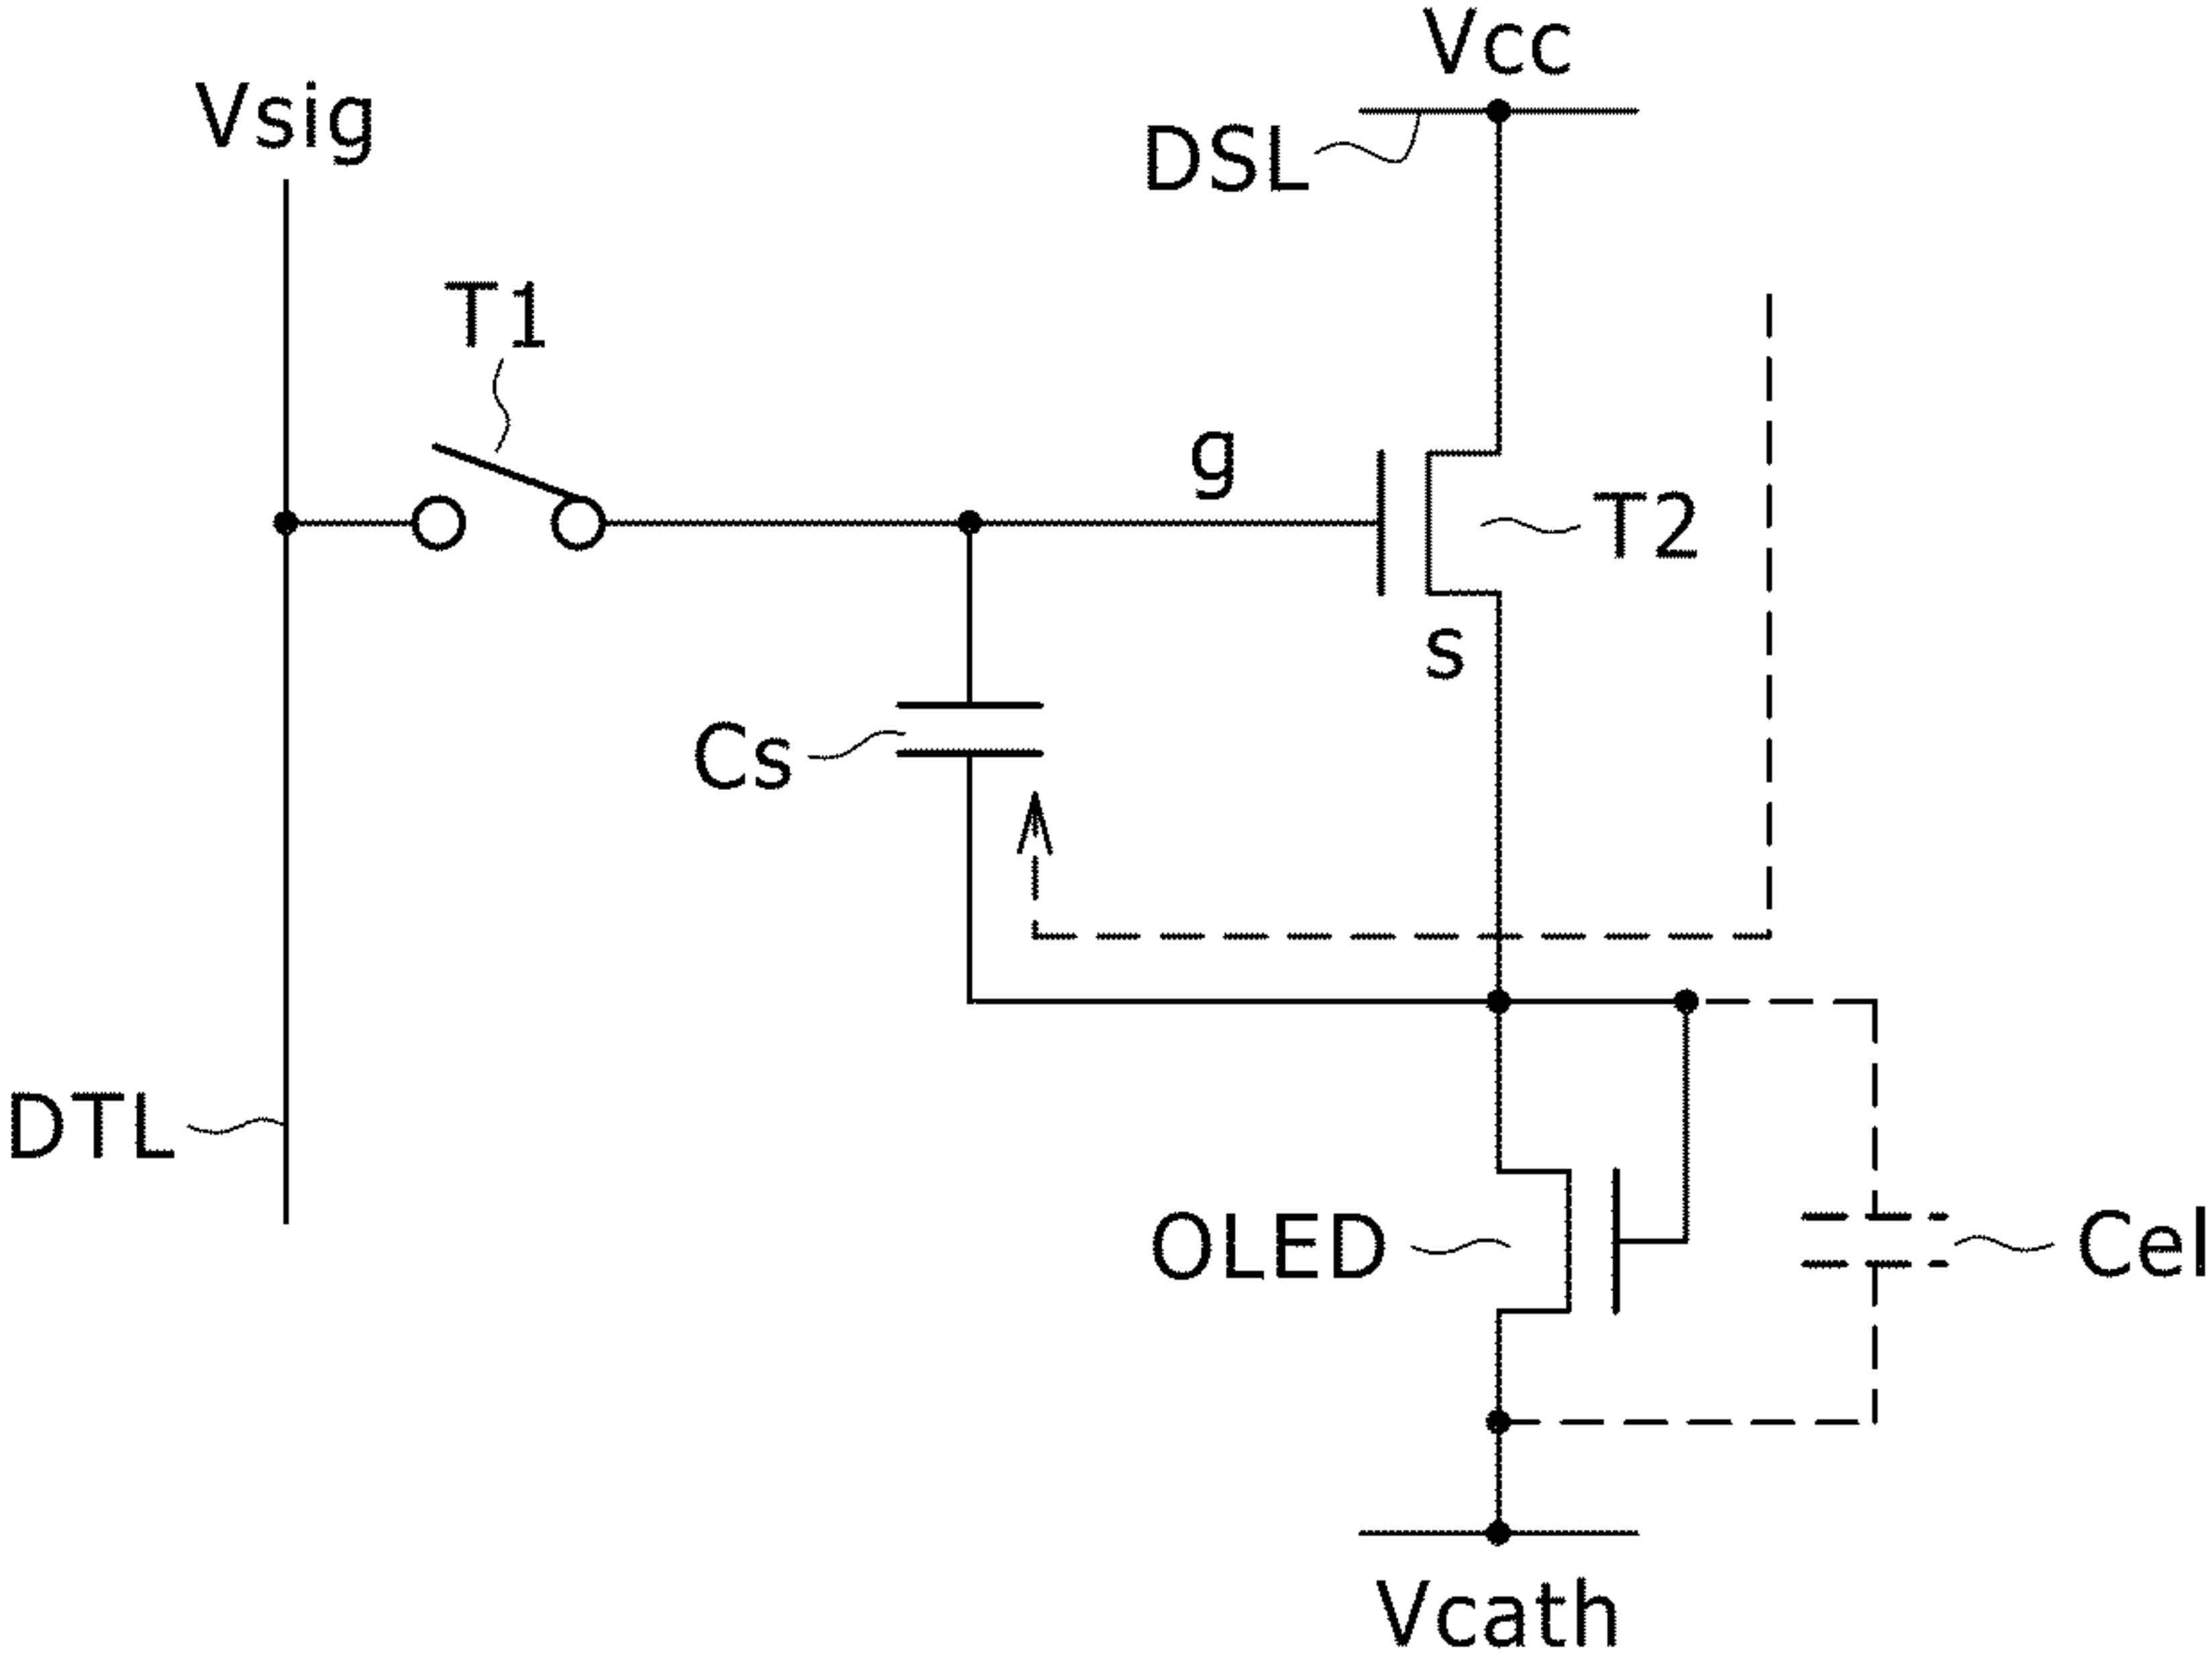 Vcc
Vsig
DSL
T1
g
T2
s
Cs
DTL
OLED
Cel
Vcath